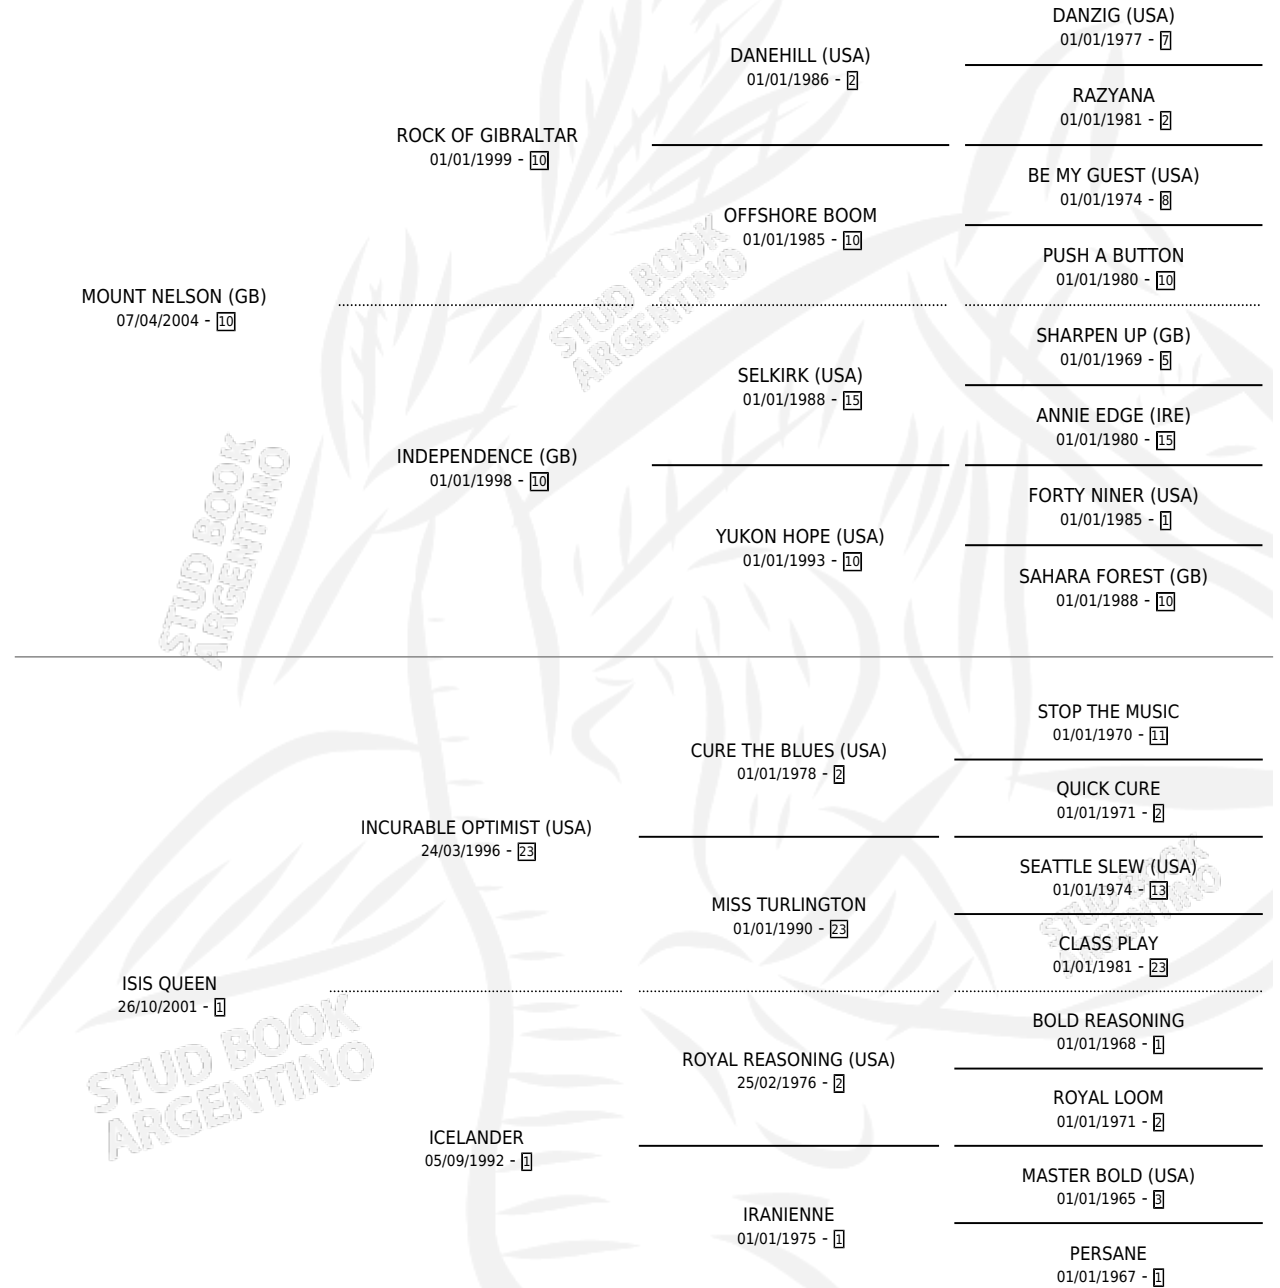 DANZIG (USA)
01/01/1977 - 7
DANEHILL (USA)
01/01/1986 - 2
RAZYANA
01/01/1981 - 2
ROCK OF GIBRALTAR
01/01/1999 - 10
BE MY GUEST (USA)
01/01/1974 - 8
OFFSHORE BOOM
01/01/1985 - 10
PUSH A BUTTON
01/01/1980 - 10
MOUNT NELSON (GB)
07/04/2004 - 10
STUD BOOK
ARGENTINO
SHARPEN UP (GB)
01/01/1969 - 5
SELKIRK (USA)
01/01/1988 - 15
ANNIE EDGE (IRE)
01/01/1980 - 15
INDEPENDENCE (GB)
01/01/1998 - 10
FORTY NINER (USA)
01/01/1985 - 1
YUKON HOPE (USA)
01/01/1993 - 10
SAHARA FOREST (GB)
01/01/1988 - 10
STUD BOOK
ARGENTINO
STOP THE MUSIC
01/01/1970 - 11
CURE THE BLUES (USA)
01/01/1978 - 2
QUICK CURE
01/01/1971 - 2
INCURABLE OPTIMIST (USA)
24/03/1996 - 23
SEATTLE SLEW (USA)
01/01/1974 - 13
MISS TURLINGTON
01/01/1990 - 23
CLASS PLAY
01/01/1981 - 23
STUD BOOK
ARGENTINO
ISIS QUEEN
26/10/2001 - 1
BOLD REASONING
01/01/1968 - 1
ROYAL REASONING (USA)
25/02/1976 - 2
ROYAL LOOM
01/01/1971 - 2
STUD BOOK
ARGENTINO
ICELANDER
05/09/1992 - 1
MASTER BOLD (USA)
01/01/1965 - 3
IRANIENNE
01/01/1975 - 1
PERSANE
01/01/1967 - 1